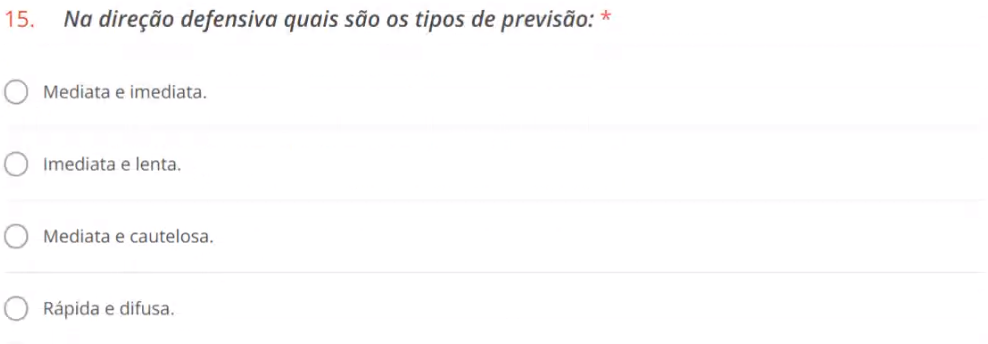 15. Na direção defensiva quais são os tipos de previsão: *
Mediata e imediata.
Imediata e lenta.
Mediata e cautelosa.
Rápida e difusa.